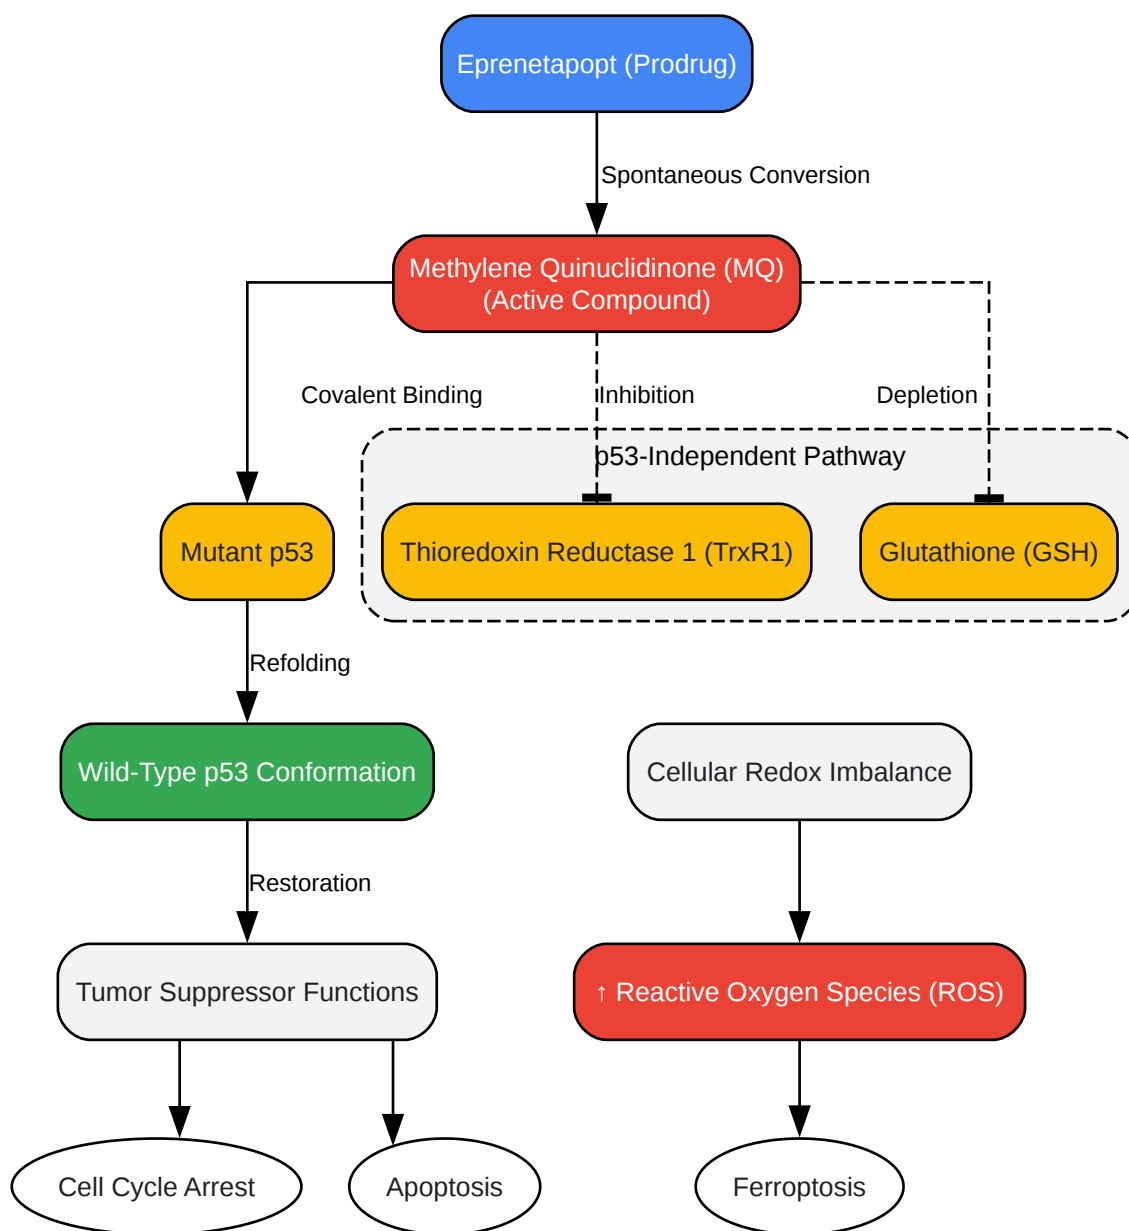 Eprenetapopt (Prodrug)
Spontaneous Conversion
Methylene Quinuclidinone (MQ)
(Active Compound)
Covalent Binding
Inhibition
Depletion
p53-Independent Pathway
Mutant p53
Thioredoxin Reductase 1 (TrxR1)
Glutathione (GSH)
Refolding
Wild-Type p53 Conformation
Cellular Redox Imbalance
Restoration
Tumor Suppressor Functions
↑ Reactive Oxygen Species (ROS)
Cell Cycle Arrest
Apoptosis
Ferroptosis